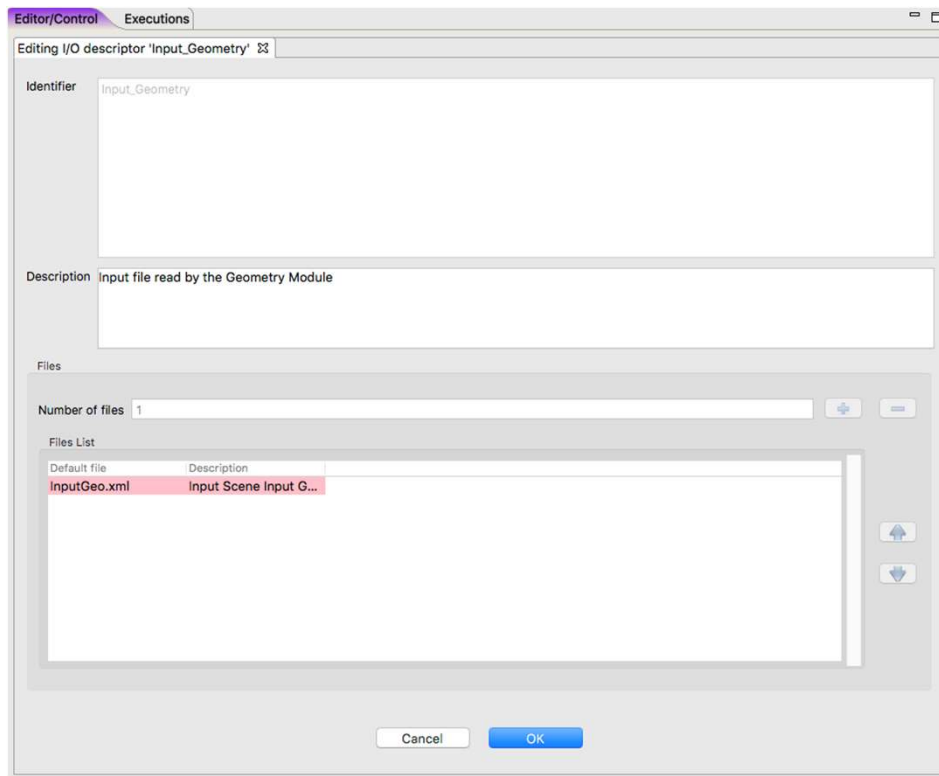 Editor/Control Executions
Editing I/O descriptor 'Input_Geometry'
Identifier Input_Geometry
Description Input file read by the Geometry Module
Files
Number of files 1
Files List
Default file Description
InputGeo.xml Input Scene Input G...
Cancel OK